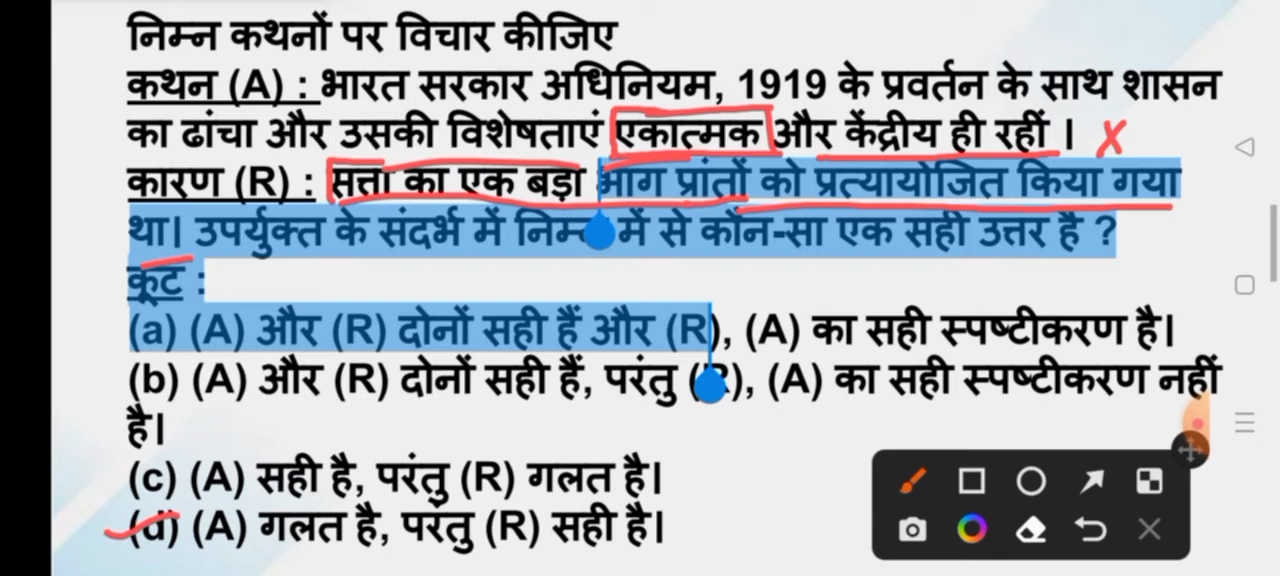 निम्न कथनों पर विचार कीजिए
कथन (A) : भारत सरकार अधिनियम, 1919 के प्रवर्तन के साथ शासन
का ढांचा और उसकी विशेषताएं एकात्मक और केंद्रीय ही रहीं ।
कारण (R) : सत्ता का एक बड़ा भाग प्रांतों को प्रत्यायोजित किया गया
था। उपर्युक्त के संदर्भ में निम्न में से कौन-सा एक सही उत्तर है ?
कूट :
(a) (A) और (R) दोनों सही हैं और (R), (A) का सही स्पष्टीकरण है।
(b) (A) और (R) दोनों सही हैं, परंतु (R), (A) का सही स्पष्टीकरण नहीं
है।
(c) (A) सही है, परंतु (R) गलत है।
(d) (A) गलत है, परंतु (R) सही है।